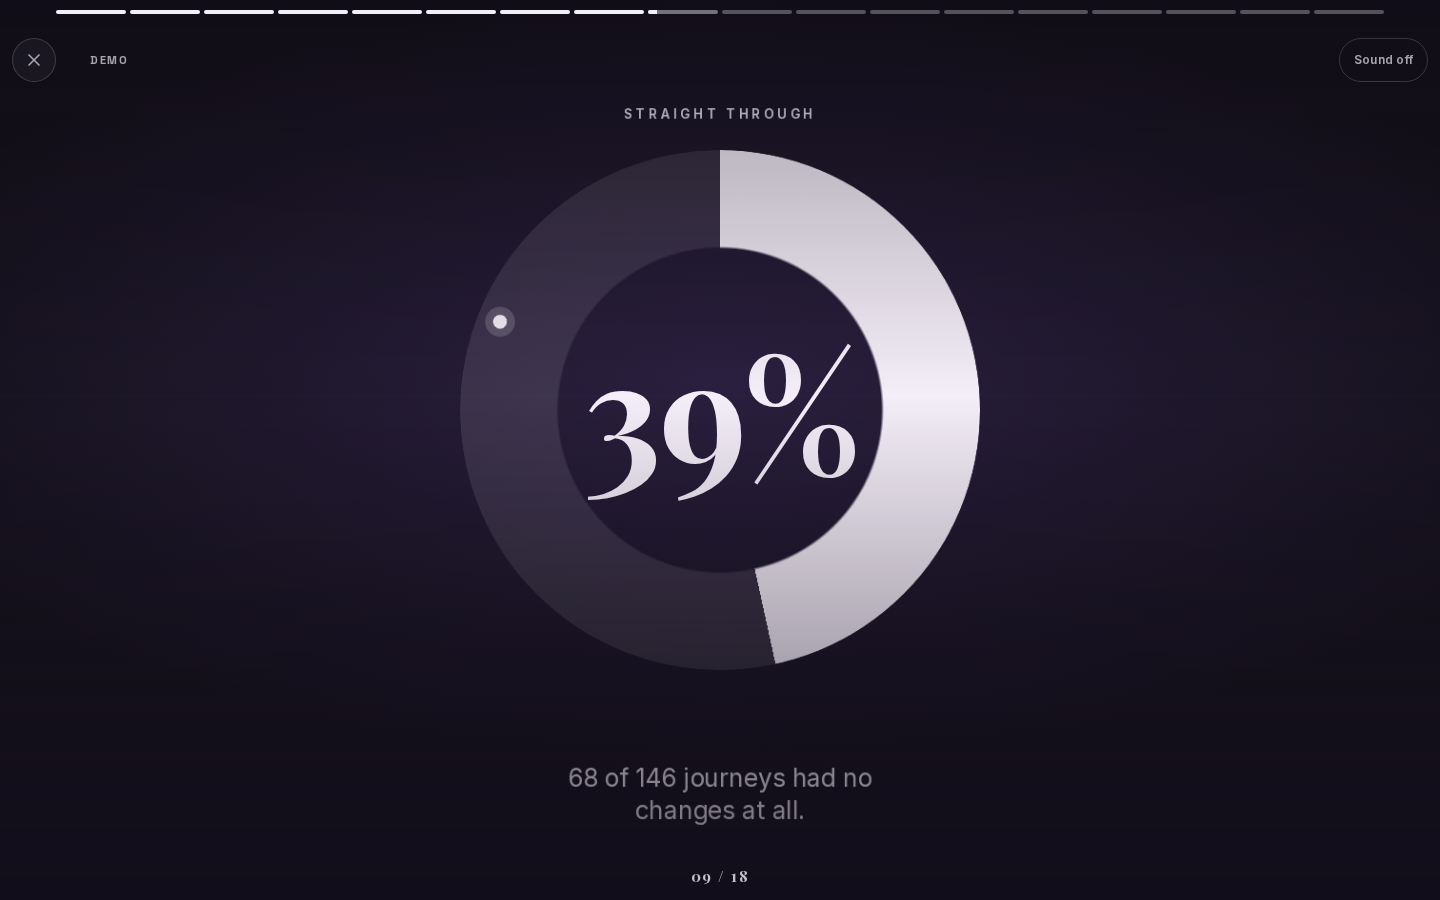 DEMO
Sound off
STRAIGHT THROUGH
39%
68 of 146 journeys had no
changes at all.
09 / 18